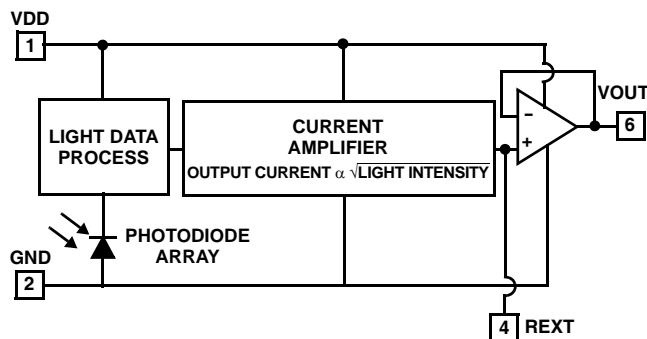 VDD
1
LIGHT DATA
PROCESS
CURRENT
AMPLIFIER
OUTPUT CURRENT α √LIGHT INTENSITY
-
+
VOUT
6
PHOTODIODE
ARRAY
GND
2
4
REXT